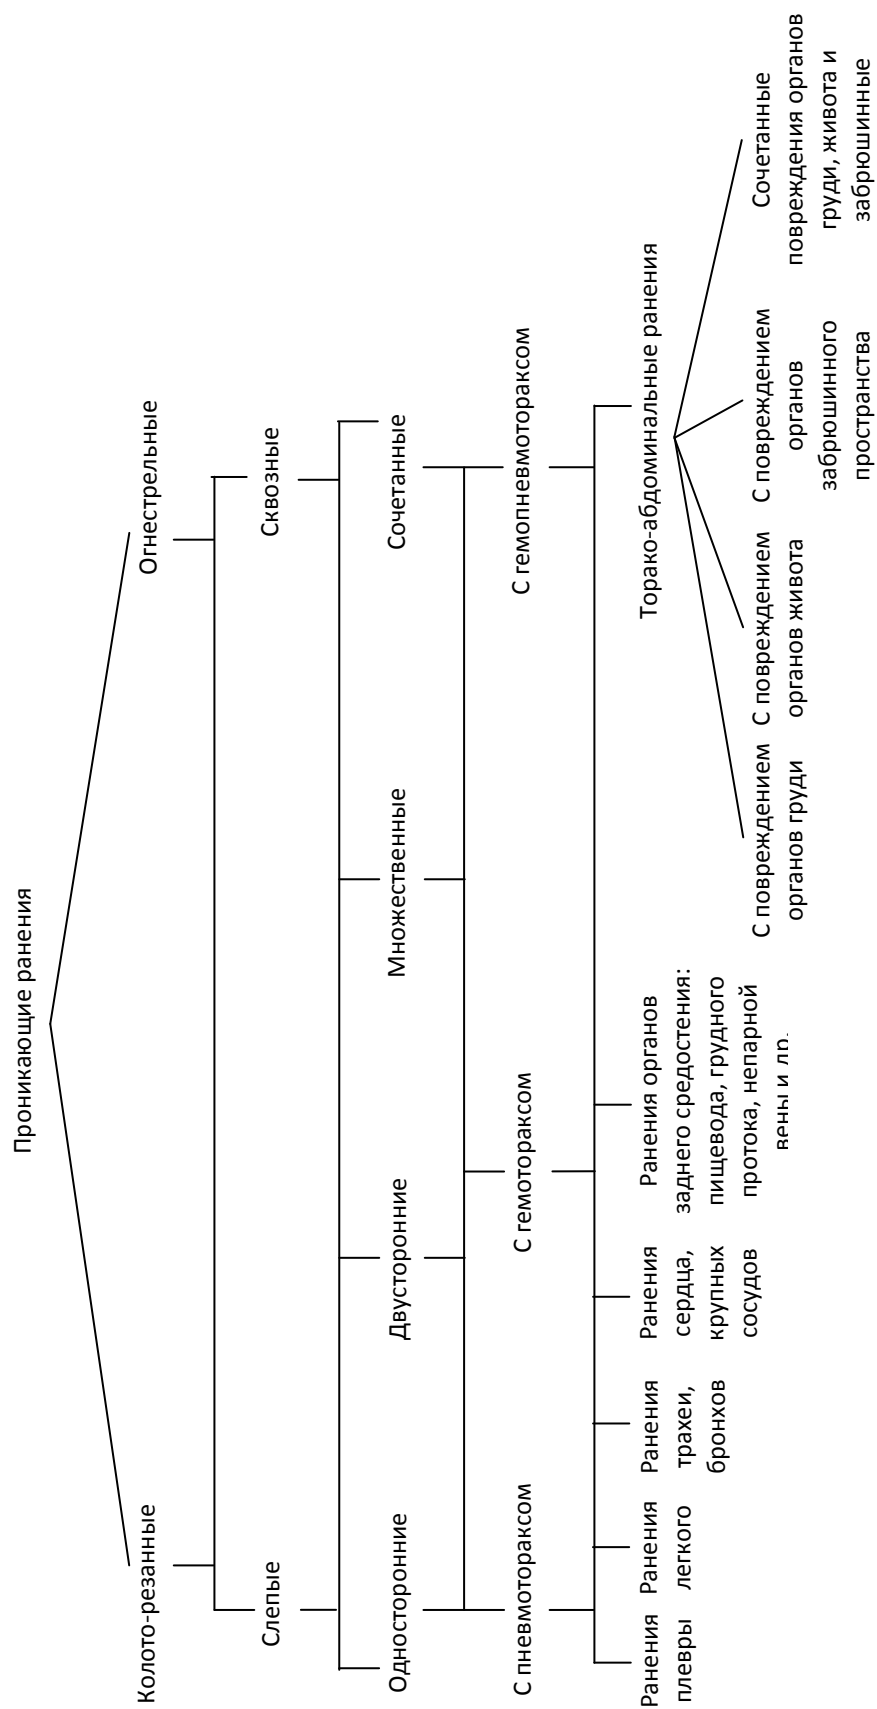 Проникающие ранения
Колото-резанные
Огнестрельные
Слепые
Сквозные
Односторонние
Двусторонние
Множественные
Сочетанные
С пневмотораксом
С гемотораксом
С гемопневмотораксом
Ранения
плевры
Ранения
легкого
Ранения
трахеи,
бронхов
Ранения
сердца,
крупных
сосудов
Ранения органов
заднего средостения:
пищевода, грудного
протока, непарной
вены и др.
Торако-абдоминальные ранения
С повреждением
органов груди
С повреждением
органов живота
С повреждением
органов
забрюшинного
пространства
Сочетанные
повреждения органов
груди, живота и
забрюшинные